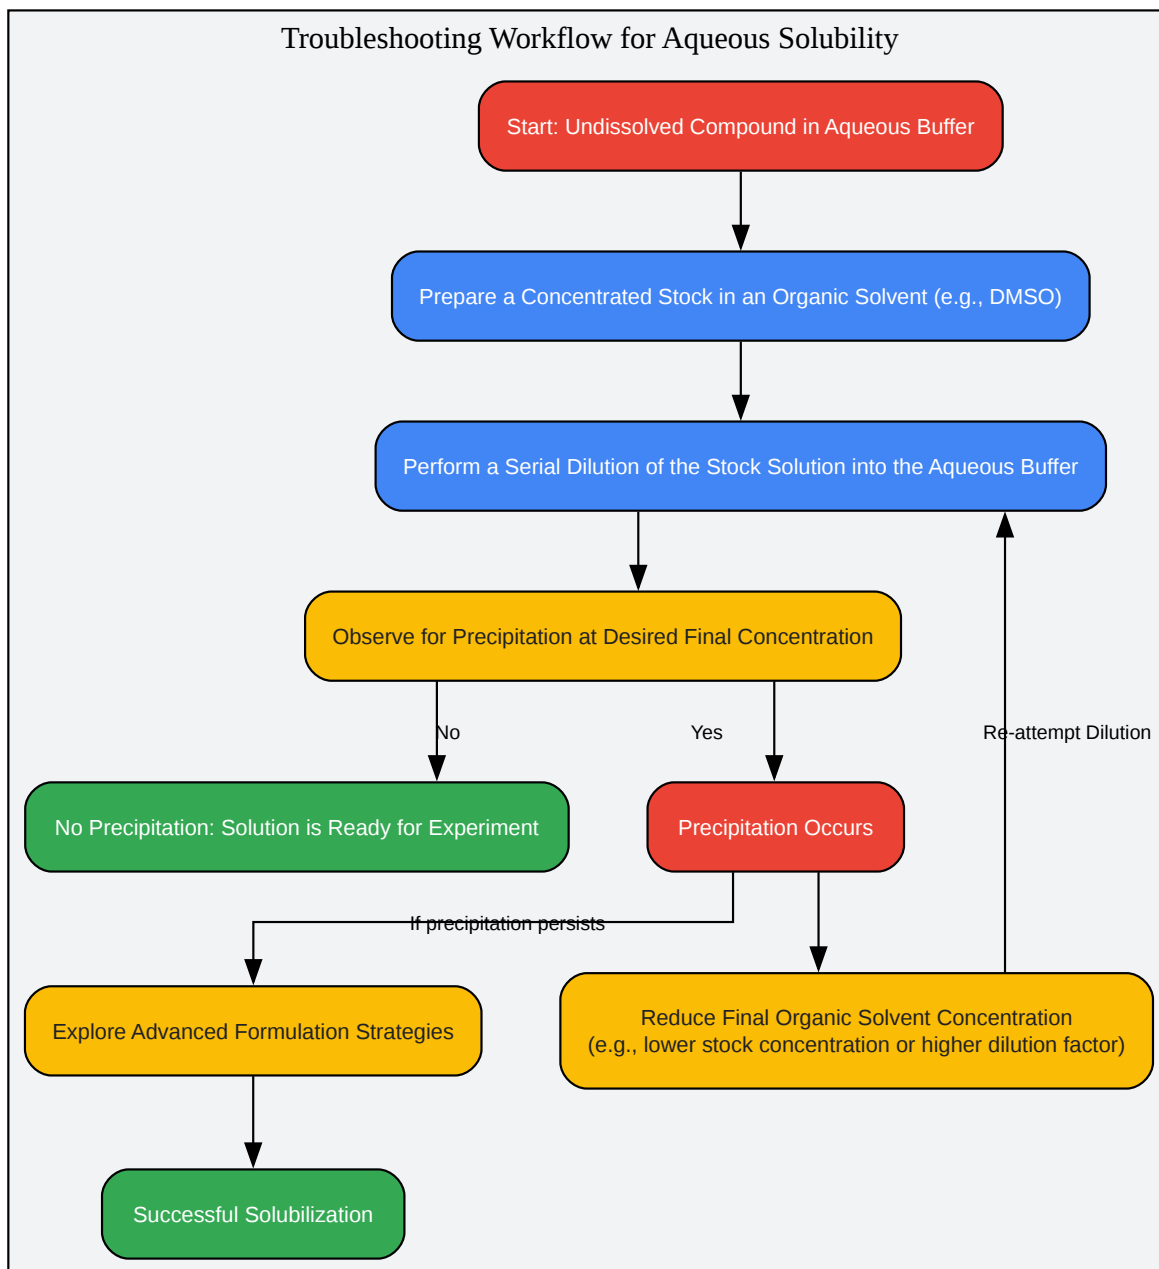 Troubleshooting Workflow for Aqueous Solubility
Start: Undissolved Compound in Aqueous Buffer
Prepare a Concentrated Stock in an Organic Solvent (e.g., DMSO)
Perform a Serial Dilution of the Stock Solution into the Aqueous Buffer
Observe for Precipitation at Desired Final Concentration
No
Yes
Re-attempt Dilution
No Precipitation: Solution is Ready for Experiment
Precipitation Occurs
If precipitation persists
Explore Advanced Formulation Strategies
Reduce Final Organic Solvent Concentration
(e.g., lower stock concentration or higher dilution factor)
Successful Solubilization